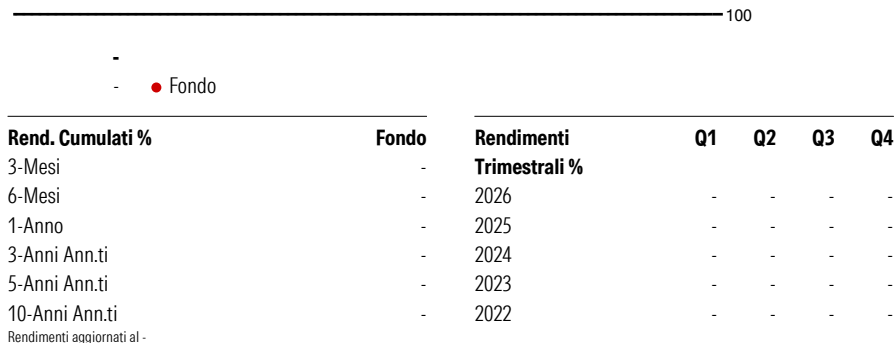 100
-
- Fondo
Rend. Cumulati % Fondo
3-Mesi -
6-Mesi -
1-Anno -
3-Anni Ann.ti -
5-Anni Ann.ti -
10-Anni Ann.ti -
Rendimenti aggiornati al -
Rendimenti Q1 Q2 Q3 Q4
Trimestrali %
2026 - - - -
2025 - - - -
2024 - - - -
2023 - - - -
2022 - - - -